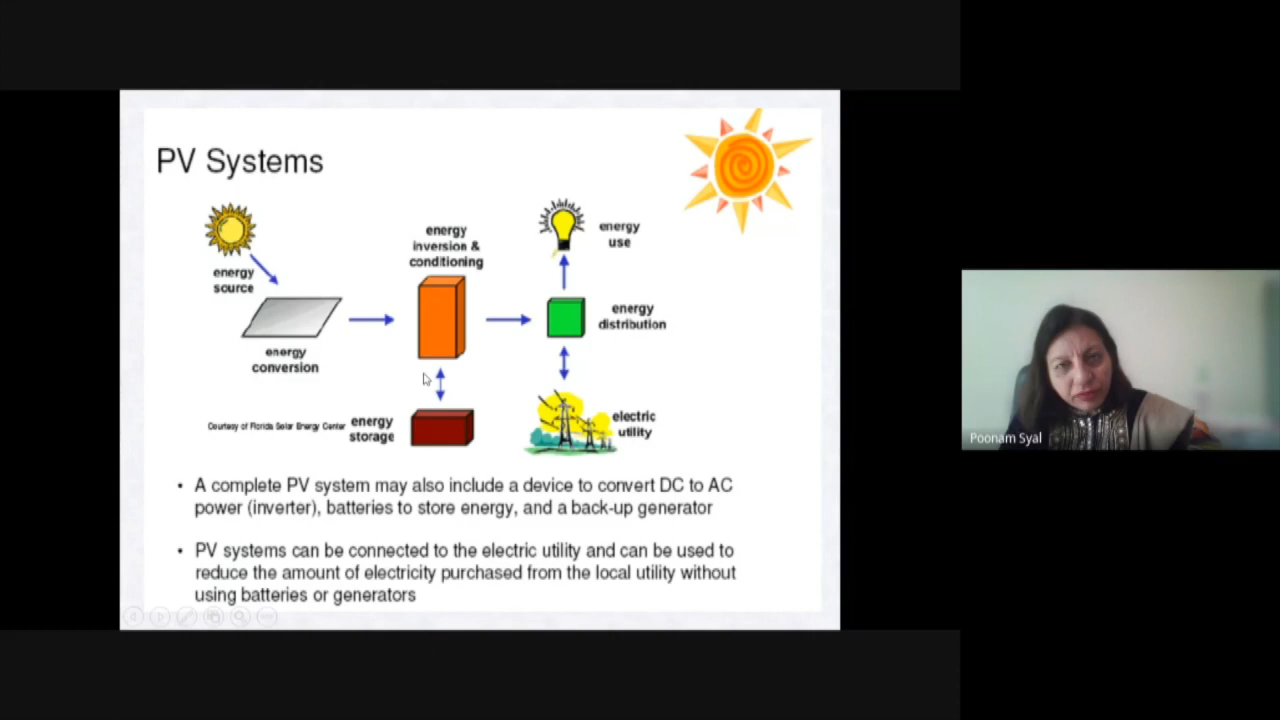 PV Systems
energy
source
energy
conversion
energy
inversion &
conditioning
energy
storage
energy
use
energy
distribution
electric
utility
Courtesy of Florida Solar Energy Center
• A complete PV system may also include a device to convert DC to AC
power (inverter), batteries to store energy, and a back-up generator
• PV systems can be connected to the electric utility and can be used to
reduce the amount of electricity purchased from the local utility without
using batteries or generators
Poonam Syal